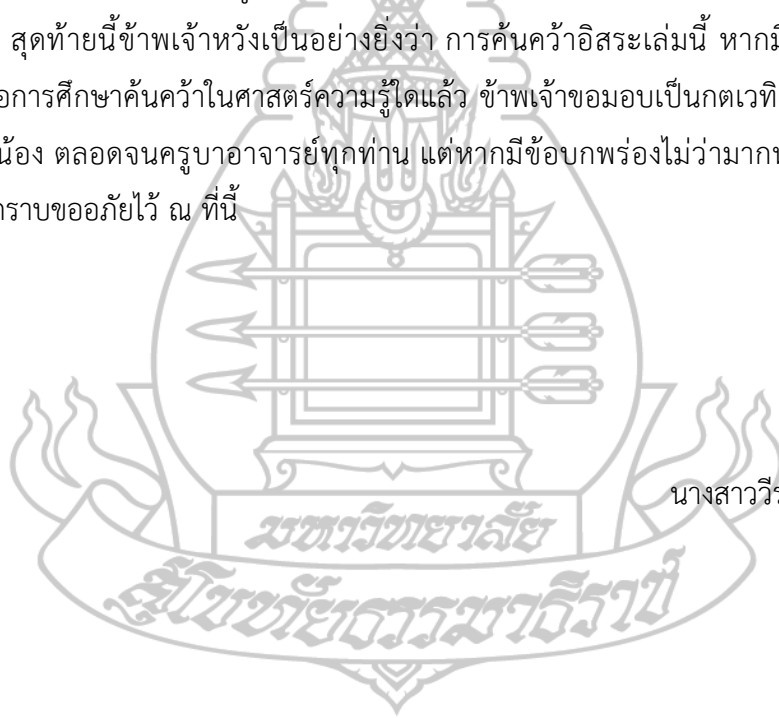 สุดท้ายนี้ข้าพเจ้าหวังเป็นอย่างยิ่งว่า การค้นคว้าอิสระเล่มนี้ หากมี
อการศึกษาค้นคว้าในศาสตร์ความรู้ใดแล้ว ข้าพเจ้าขอมอบเป็นกตเวทิ
น้อง ตลอดจนครูบาอาจารย์ทุกท่าน แต่หากมีข้อบกพร่องไม่ว่ามาก
ราบขออภัยไว้ ณ ที่นี้
นางสาววีร
มหาวิทยาลัย
สุโขทัยธรรมาธิราช